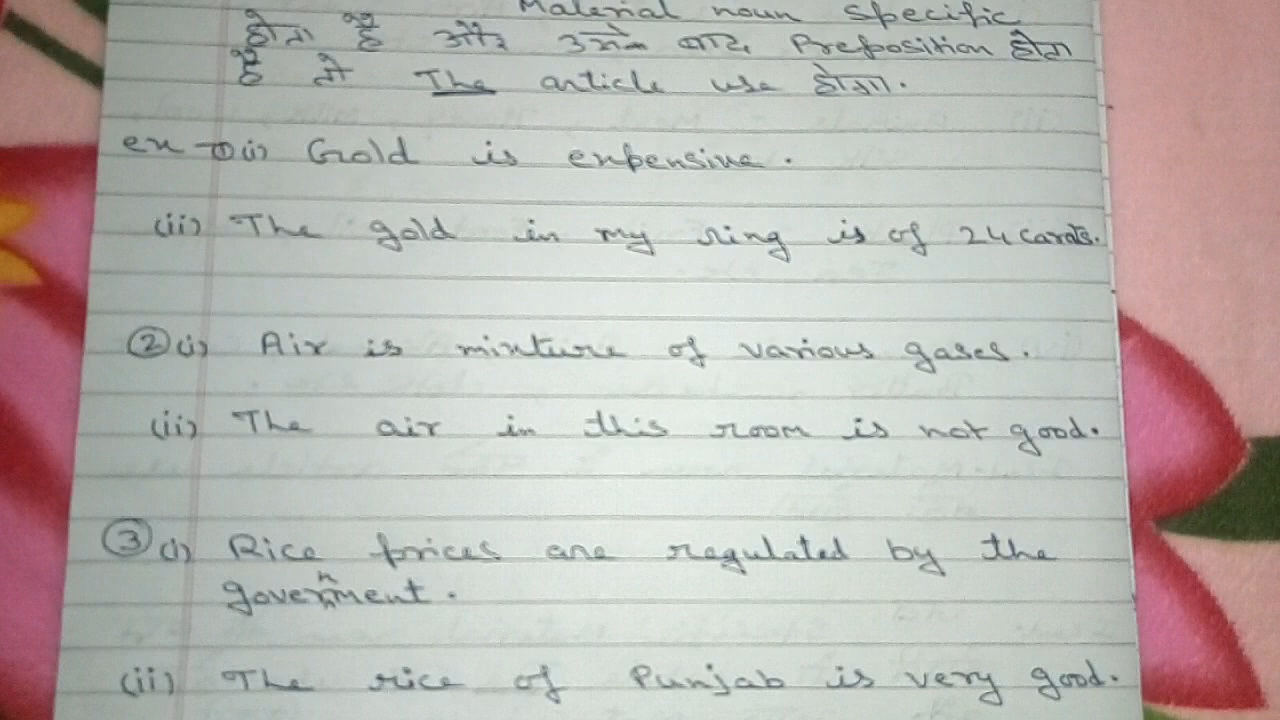 Material noun specific
होता है और उसके बाद Preposition होता
है तो The article use होगा.
ex → ① (i) Gold is expensive.
(ii) The gold in my ring is of 24 carats.
② (i) Air is mixture of various gases.
(ii) The air in this room is not good.
③ (i) Rice prices are regulated by the
government.
(ii) The rice of Punjab is very good.